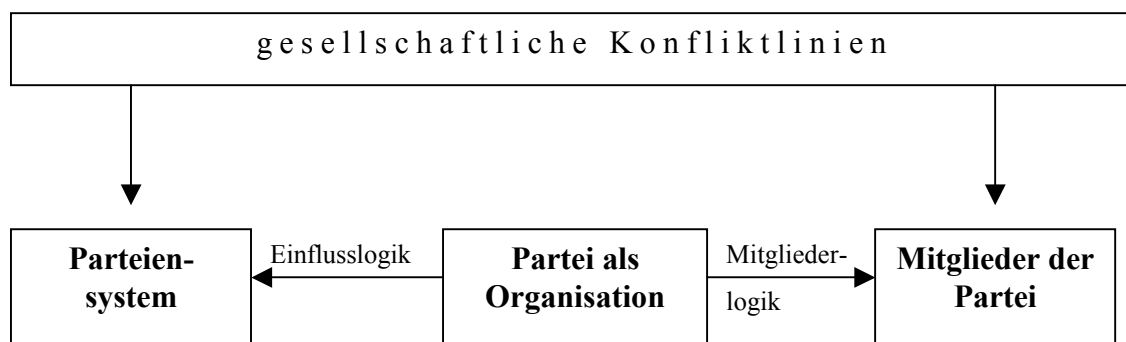 gesellschaftliche Konfliktlinien
Parteien-
system
Einflusslogik
Partei als
Organisation
Mitglieder-
logik
Mitglieder der
Partei